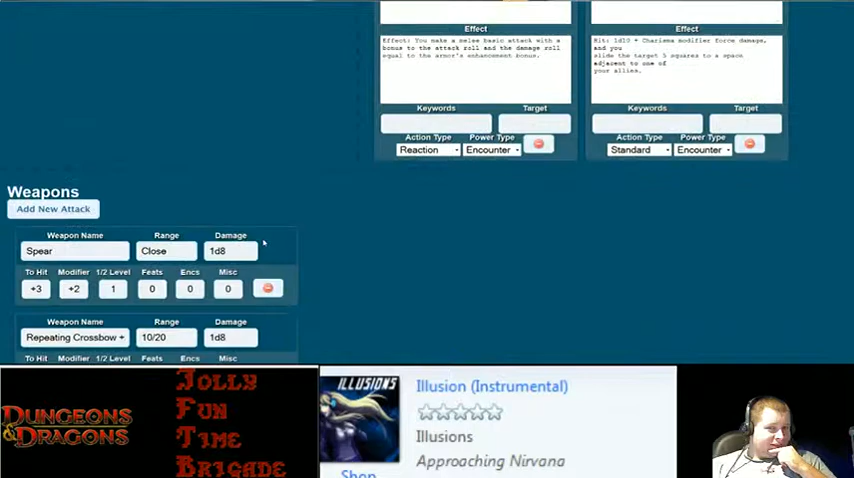 Effect
Effect
Effect: You make a melee basic attack with a
bonus to the attack roll and the damage roll
equal to the armor's enhancement bonus.
Hit: 1d10 + Charisma modifier force damage,
and you
slide the target 5 squares to a space
adjacent to one of
your allies.
Keywords
Target
Keywords
Target
Action Type
Power Type
Action Type
Power Type
Reaction
Encounter
Standard
Encounter
Weapons
Add New Attack
Weapon Name
Range
Damage
Spear
Close
1d8
To Hit
Modifier
1/2 Level
Feats
Encs
Misc
+3
+2
1
0
0
0
Weapon Name
Range
Damage
Repeating Crossbow +
10/20
1d8
To Hit
Modifier
1/2 Level
Feats
Encs
Misc
DUNGEONS
& DRAGONS
Jolly
Fun
Time
Brigade
ILLUSIONS
Shop
Illusion (Instrumental)
Illusions
Approaching Nirvana